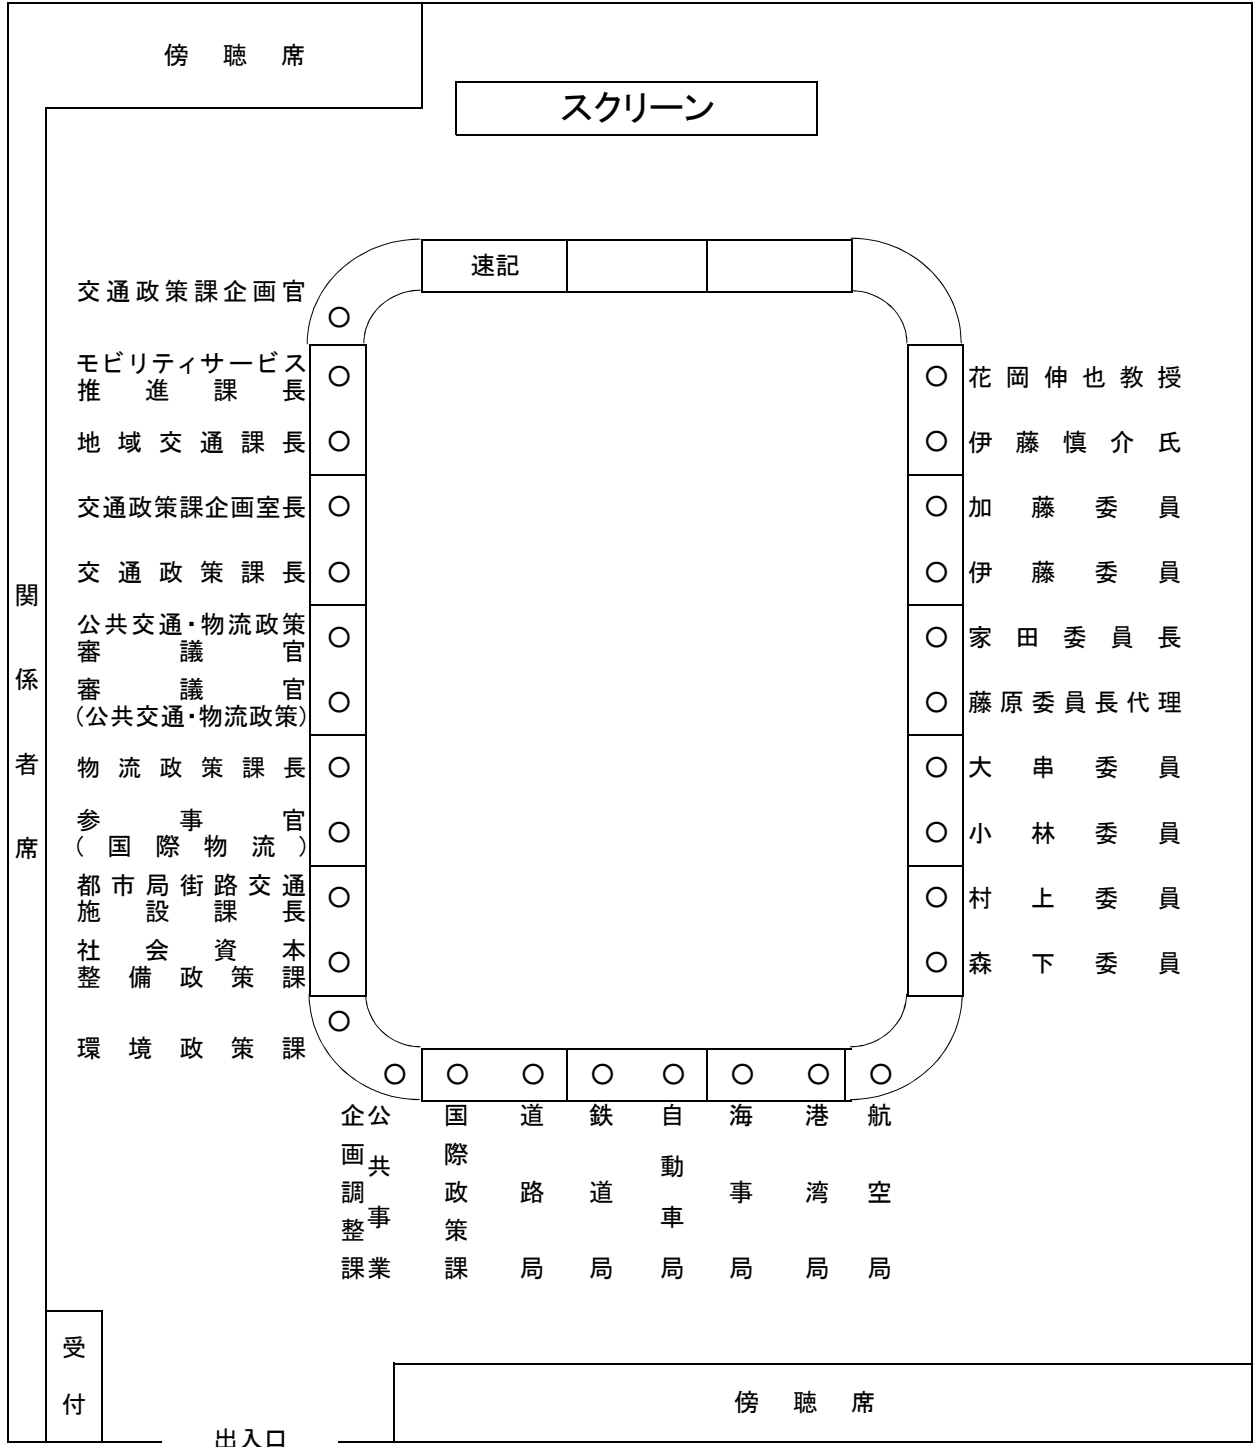 傍聴席
スクリーン
速記
交通政策課企画官
モビリティサービス
推進課長
地域交通課長
交通政策課企画室長
交通政策課長
公共交通・物流政策
審議官
審議官
(公共交通・物流政策)
物流政策課長
参事官
(国際物流)
都市局街路交通
施設課長
社会資本
整備政策課
環境政策課
花岡伸也教授
伊藤慎介氏
加藤委員
伊藤委員
家田委員長
藤原委員長代理
大串委員
小林委員
村上委員
森下委員
関係者席
公共事業
企画調整課
国際政策課
道路局
鉄道局
自動車局
海事局
港湾局
航空局
受付
傍聴席
出入口